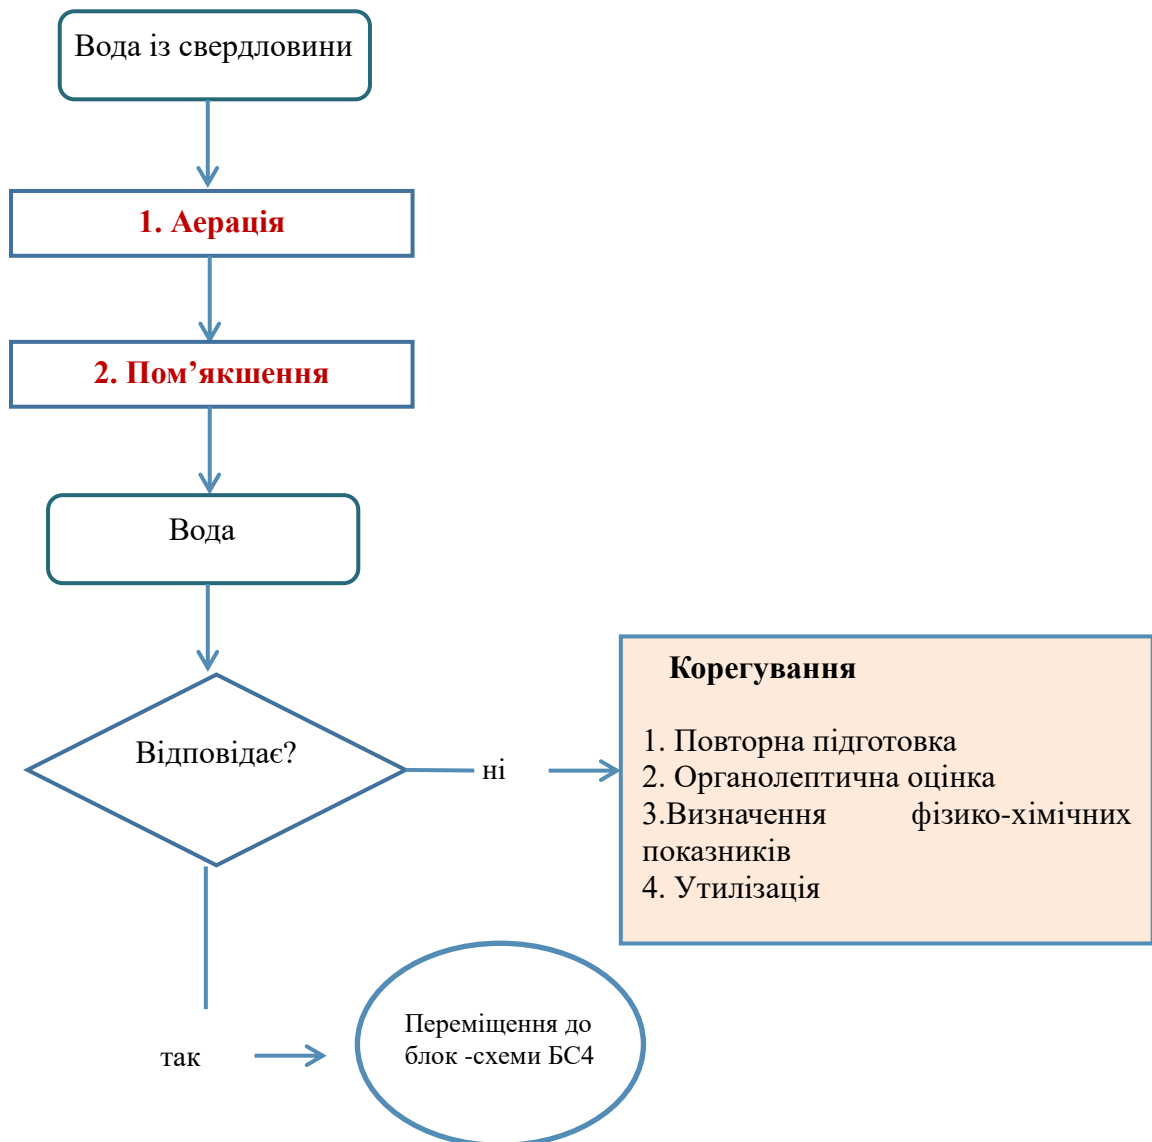 Вода із свердловини
1. Аерація
2. Пом’якшення
Вода
Відповідає?
ні
Корегування
1. Повторна підготовка
2. Органолептична оцінка
3.Визначення фізико-хімічних
показників
4. Утилізація
так
Переміщення до
блок -схеми БС4